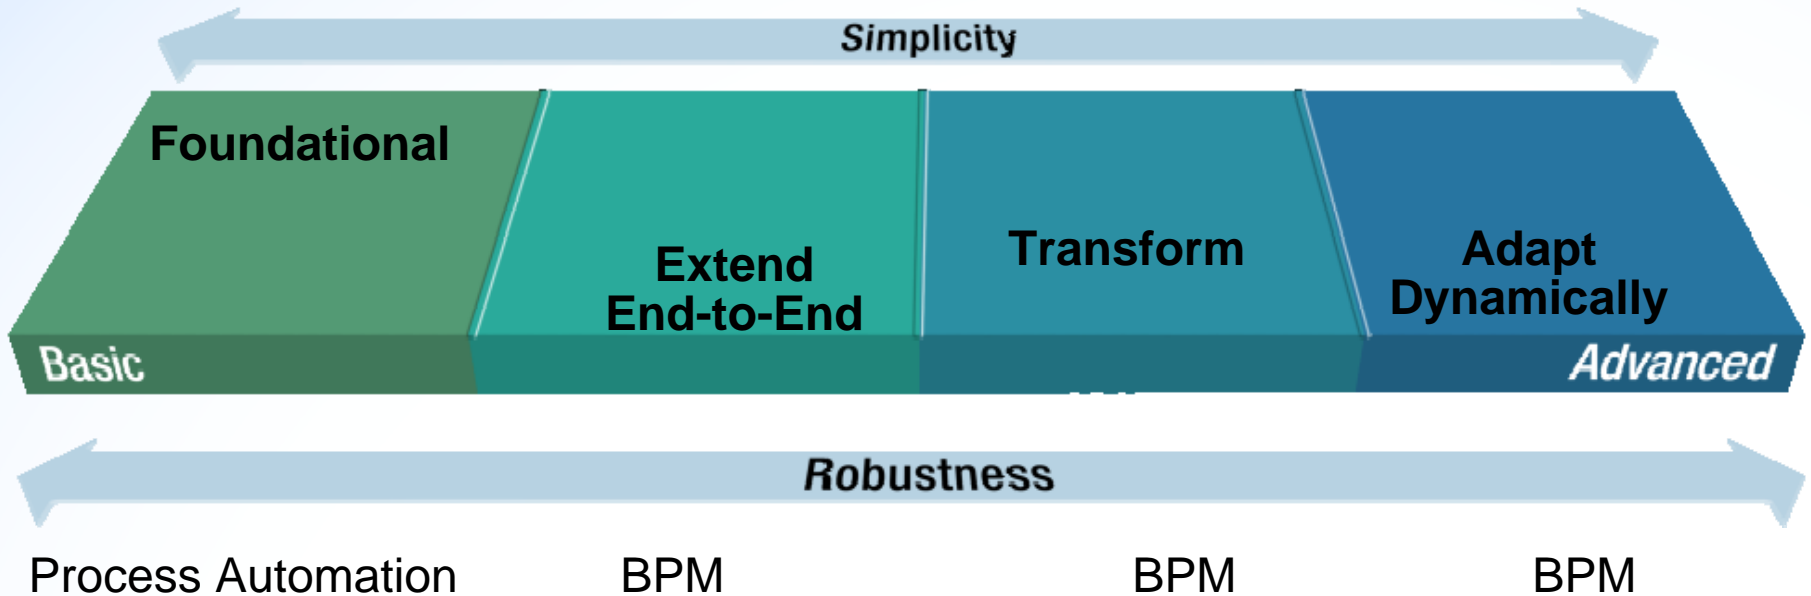 Simplicity
Foundational
Extend
End-to-End
Transform
Adapt
Dynamically
Basic
Advanced
Robustness
Process Automation BPM BPM BPM